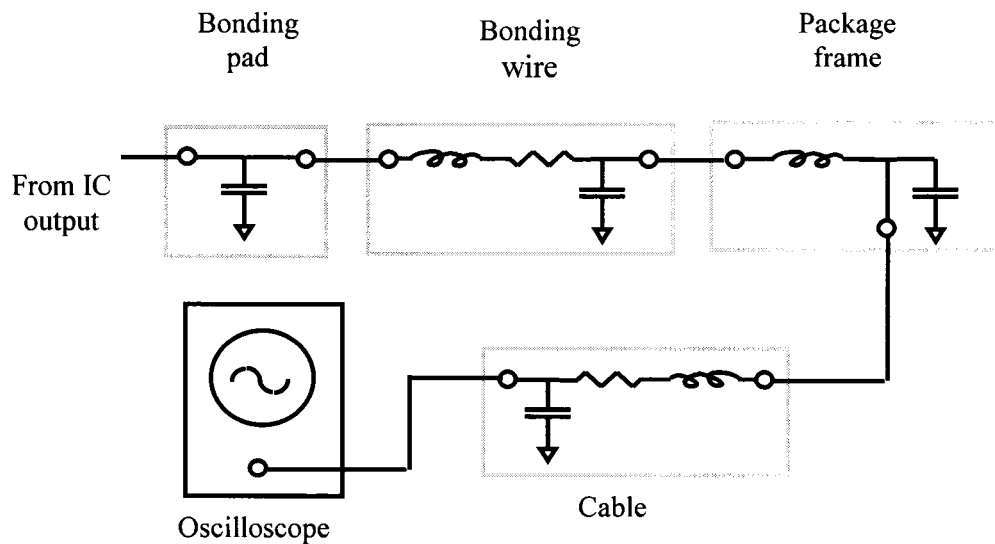 Bonding
pad
Bonding
wire
Package
frame
From IC
output
Oscilloscope
Cable